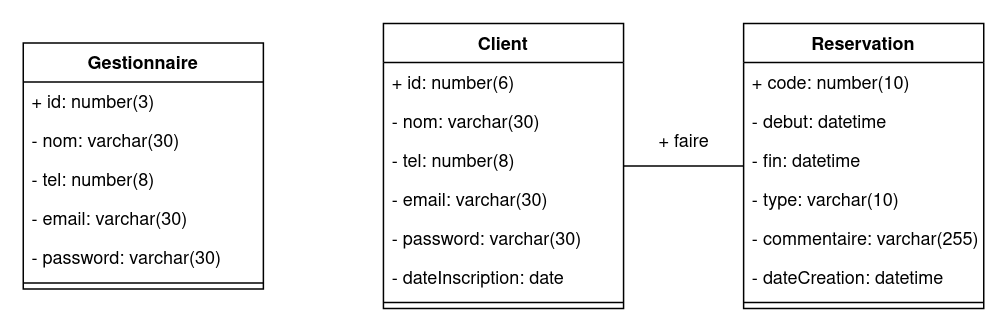 Gestionnaire
+ id: number(3)
- nom: varchar(30)
- tel: number(8)
- email: varchar(30)
- password: varchar(30)
Client
+ id: number(6)
- nom: varchar(30)
- tel: number(8)
- email: varchar(30)
- password: varchar(30)
- dateInscription: date
+ faire
Reservation
+ code: number(10)
- debut: datetime
- fin: datetime
- type: varchar(10)
- commentaire: varchar(255)
- dateCreation: datetime